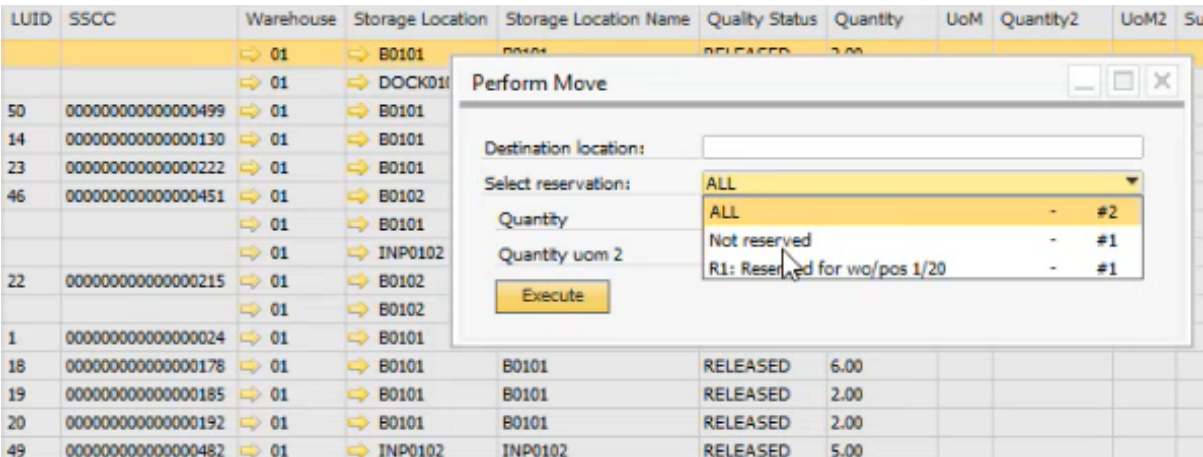 LUID SSCC Warehouse Storage Location Storage Location Name Quality Status Quantity UoM Quantity2 UoM2 Su
01 B0101 B0101 RELEASED 2.00
01
50 000000000000000499 01 B0101
14 000000000000000130 01 B0101
23 000000000000000222 01 B0101
46 000000000000000451 01 B0102
01 B0101
01 INP0102
22 000000000000000215 01 B0102
01 B0102
1 000000000000000024 01 B0101
18 000000000000000178 01 B0101 B0101 RELEASED 6.00
19 000000000000000185 01 B0101 B0101 RELEASED 2.00
20 000000000000000192 01 B0101 B0101 RELEASED 2.00
49 000000000000000482 01 INP0102 INP0102 RELEASED 5.00
Perform Move
Destination location:
Select reservation: ALL
ALL - #2
Not reserved - #1
R1: Reserved for wo/pos 1/20 - #1
Quantity
Quantity uom 2
Execute